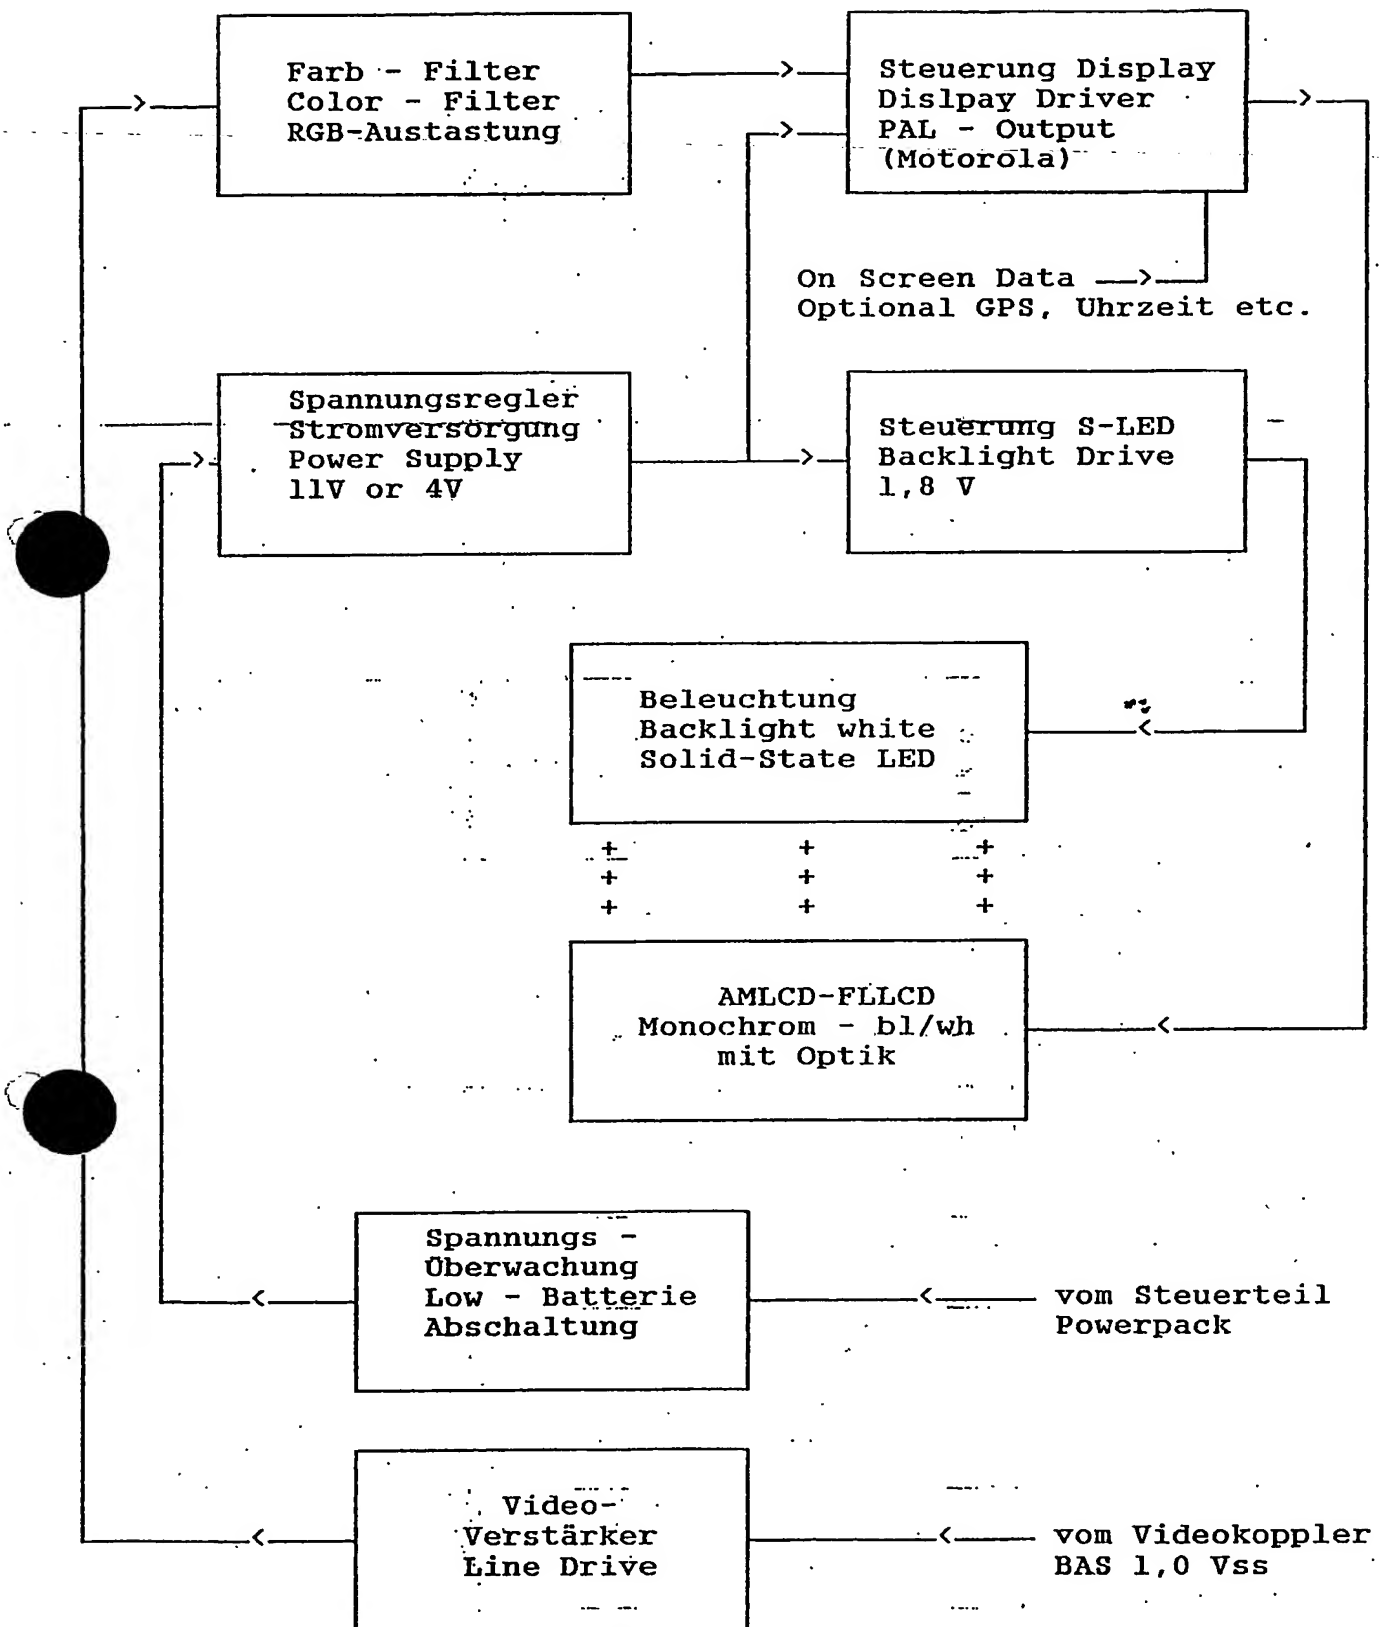 Farb - Filter
Color - Filter
RGB-Austastung
Steuerung Display
Dislpay Driver
PAL - Output
(Motorola)
On Screen Data
Optional GPS, Uhrzeit etc.
Spannungsregler
Stromversorgung
Power Supply
11V or 4V
Steuerung S-LED
Backlight Drive
1,8 V
Beleuchtung
Backlight white
Solid-State LED
+ + +
+ + +
+ + +
AMLCD-FLLCD
Monochrom - bl/wh
mit Optik
Spannungs -
Überwachung
Low - Batterie
Abschaltung
vom Steuerteil
Powerpack
Video-
Verstärker
Line Drive
vom Videokoppler
BAS 1,0 Vss